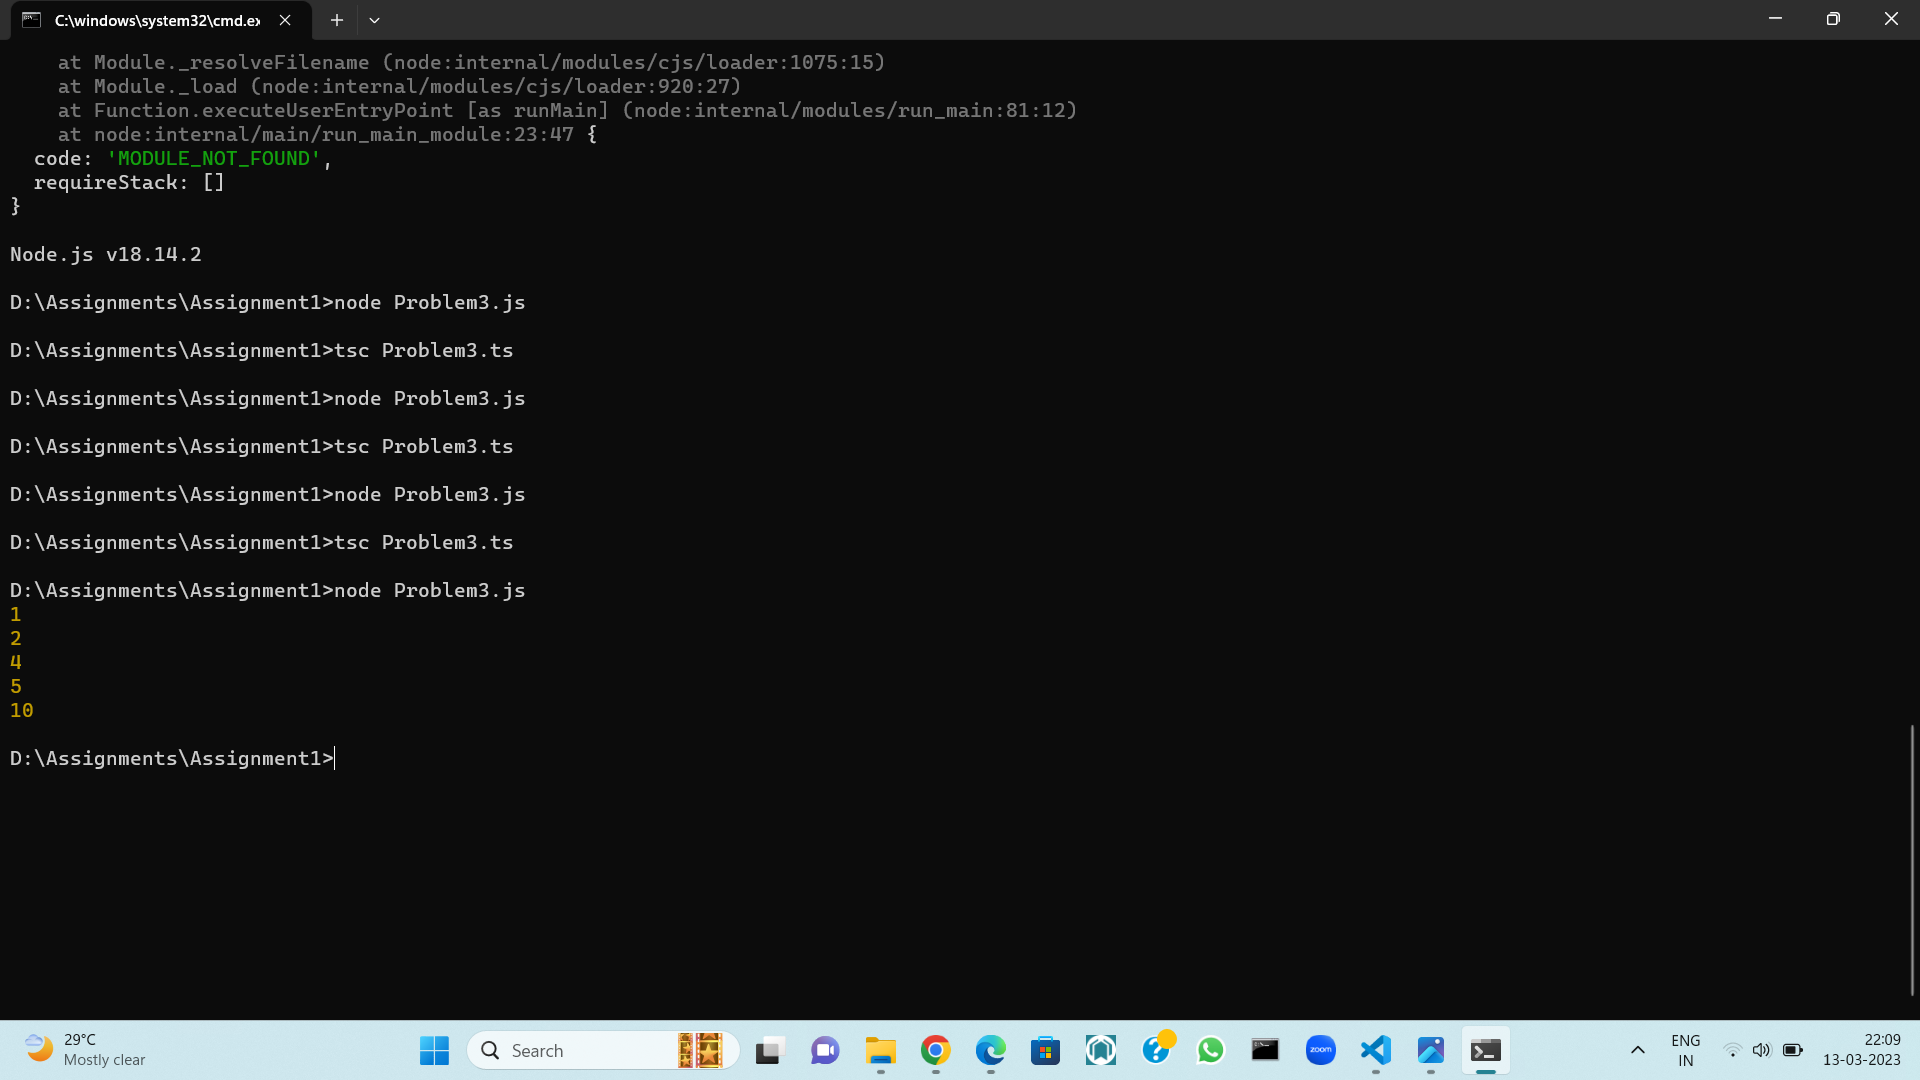 C:\windows\system32\cmd.ex
    at Module._resolveFilename (node:internal/modules/cjs/loader:1075:15)
    at Module._load (node:internal/modules/cjs/loader:920:27)
    at Function.executeUserEntryPoint [as runMain] (node:internal/modules/run_main:81:12)
    at node:internal/main/run_main_module:23:47 {
  code: 'MODULE_NOT_FOUND',
  requireStack: []
}
Node.js v18.14.2
D:\Assignments\Assignment1>node Problem3.js
D:\Assignments\Assignment1>tsc Problem3.ts
D:\Assignments\Assignment1>node Problem3.js
D:\Assignments\Assignment1>tsc Problem3.ts
D:\Assignments\Assignment1>node Problem3.js
D:\Assignments\Assignment1>tsc Problem3.ts
D:\Assignments\Assignment1>node Problem3.js
1
2
4
5
10
D:\Assignments\Assignment1>
29°C
Mostly clear
Search
zoom
ENG
IN
22:09
13-03-2023